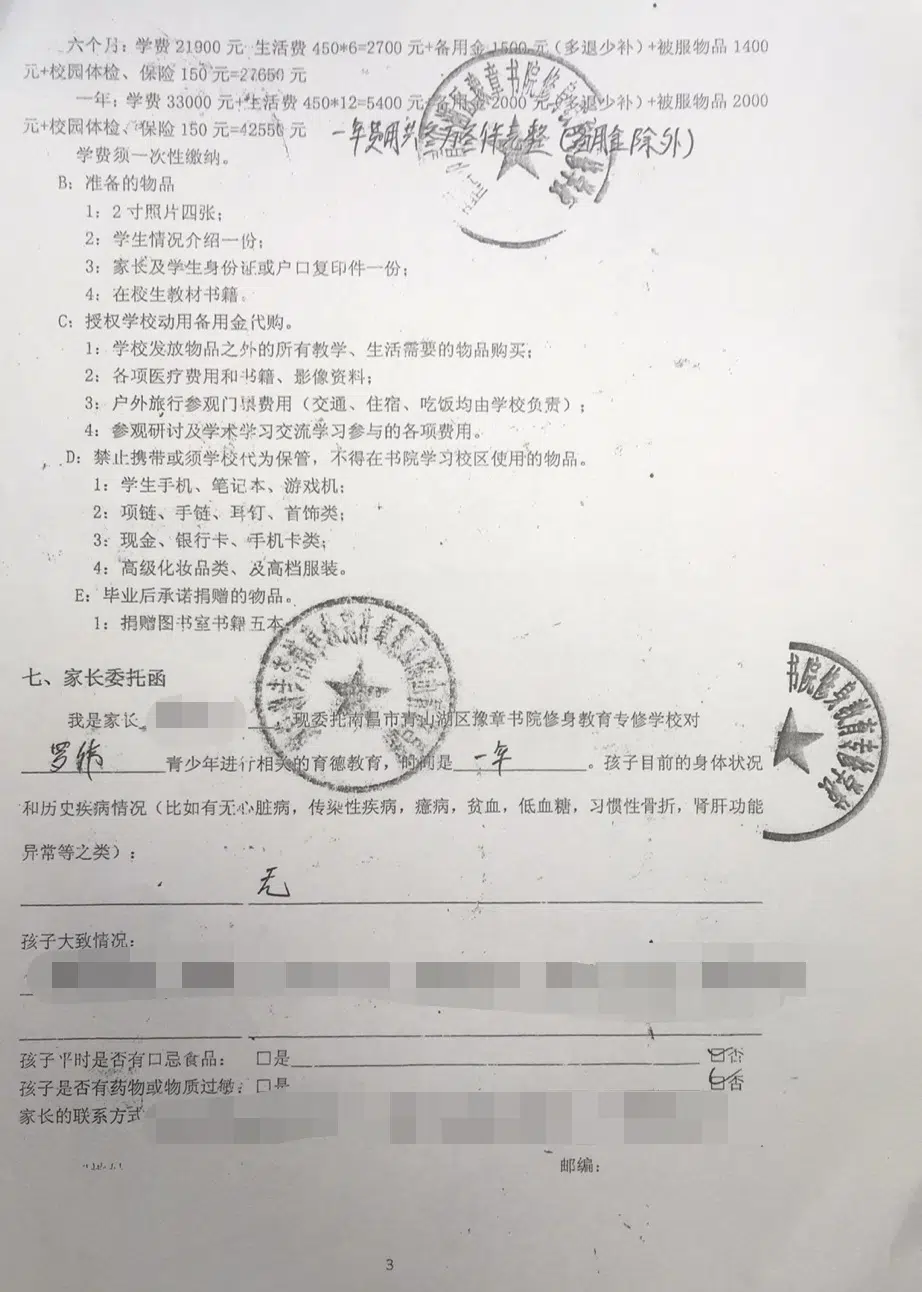 六个月：学费 21900 元 生活费 450*6=2700 元+备用金 1500 元（多退少补）+被服物品 1400
元+校园体检、保险 150 元=27650 元
一年：学费 33000 元+生活费 450*12=5400 元+备用金 2000 元（多退少补）+被服物品 2000
元+校园体检、保险 150 元=42550 元
一年费用共叁万叁仟元整（备用金除外）
学费须一次性缴纳。
B：准备的物品
1：2 寸照片四张；
2：学生情况介绍一份；
3：家长及学生身份证或户口复印件一份；
4：在校生教材书籍。
C：授权学校动用备用金代购。
1：学校发放物品之外的所有教学、生活需要的物品购买；
2：各项医疗费用和书籍、影像资料；
3：户外旅行参观门票费用（交通、住宿、吃饭均由学校负责）；
4：参观研讨及学术学习交流学习参与的各项费用。
D：禁止携带或须学校代为保管，不得在书院学习校区使用的物品。
1：学生手机、笔记本、游戏机；
2：项链、手链、耳钉、首饰类；
3：现金、银行卡、手机卡类；
4：高级化妆品类、及高档服装。
E：毕业后承诺捐赠的物品。
1：捐赠图书室书籍五本
七、家长委托函
我是家长 现委托南昌市青山湖区豫章书院修身教育专修学校对
罗伟 青少年进行相关的育德教育，时间是 一年 。孩子目前的身体状况
和历史疾病情况（比如有无心脏病，传染性疾病，癔病，贫血，低血糖，习惯性骨折，肾肝功能
异常等之类）：
无
孩子大致情况：
孩子平时是否有口忌食品： □是 □否
孩子是否有药物或物质过敏：□是 □否
家长的联系方式
邮编：
书院修身教育专修学
3